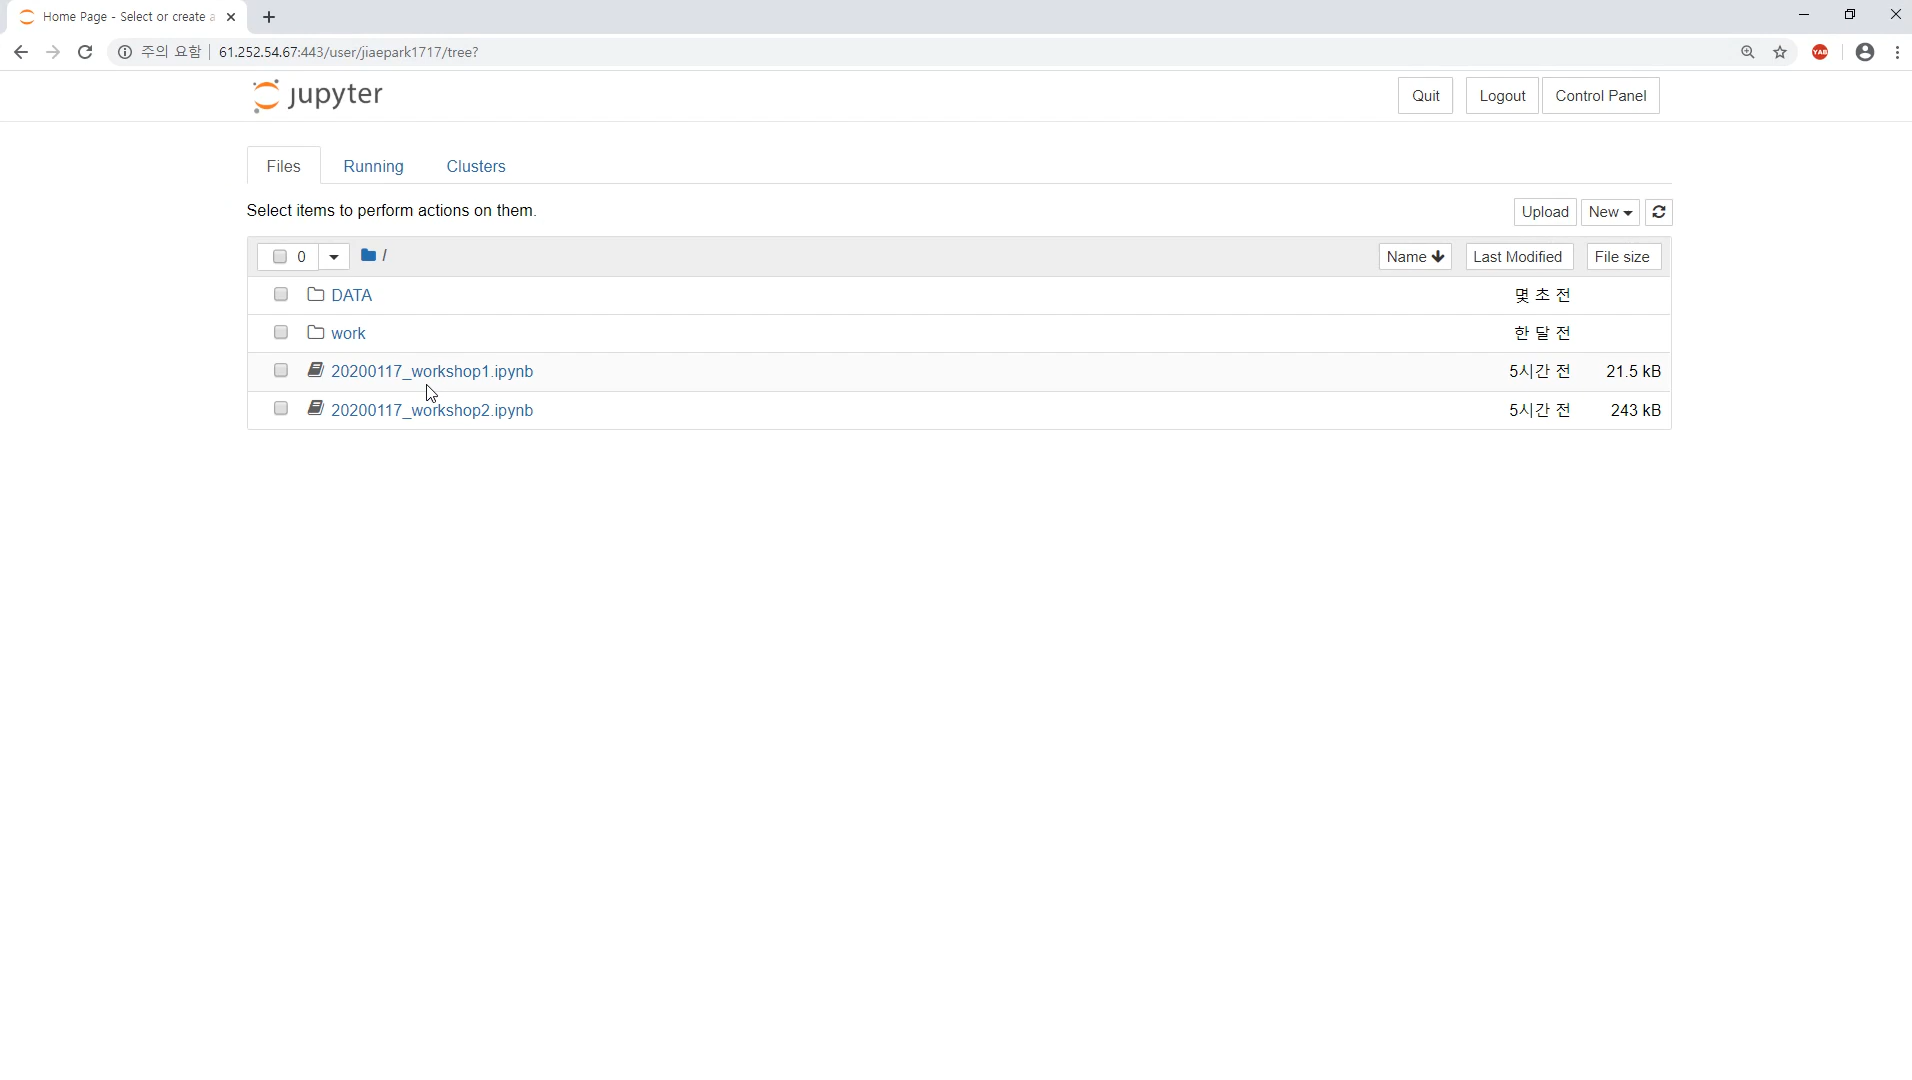 Home Page - Select or create a
주의 요함 61.252.54.67:443/user/jiaepark1717/tree?
YAB
jupyter
Quit Logout Control Panel
Files Running Clusters
Select items to perform actions on them.
Upload New
0 / Name Last Modified File size
DATA 몇 초 전
work 한 달 전
20200117_workshop1.ipynb 5시간 전 21.5 kB
20200117_workshop2.ipynb 5시간 전 243 kB